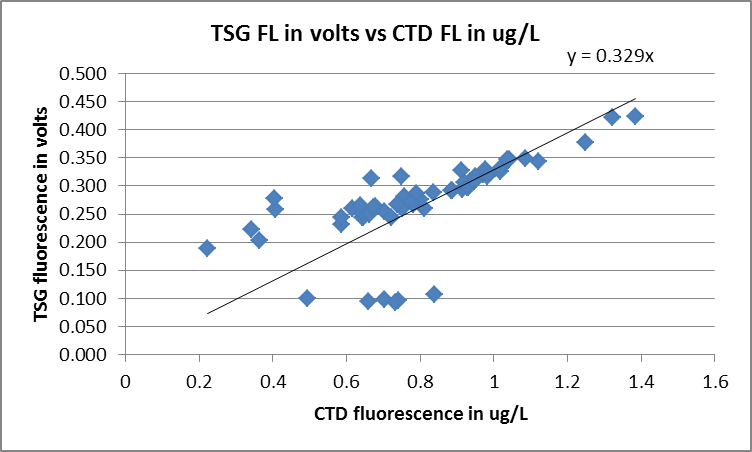 TSG FL in volts vs CTD FL in ug/L
y = 0.329x
0.500
0.450
0.400
0.350
0.300
0.250
0.200
0.150
0.100
0.050
0.000
TSG fluorescence in volts
0 0.2 0.4 0.6 0.8 1 1.2 1.4 1.6
CTD fluorescence in ug/L